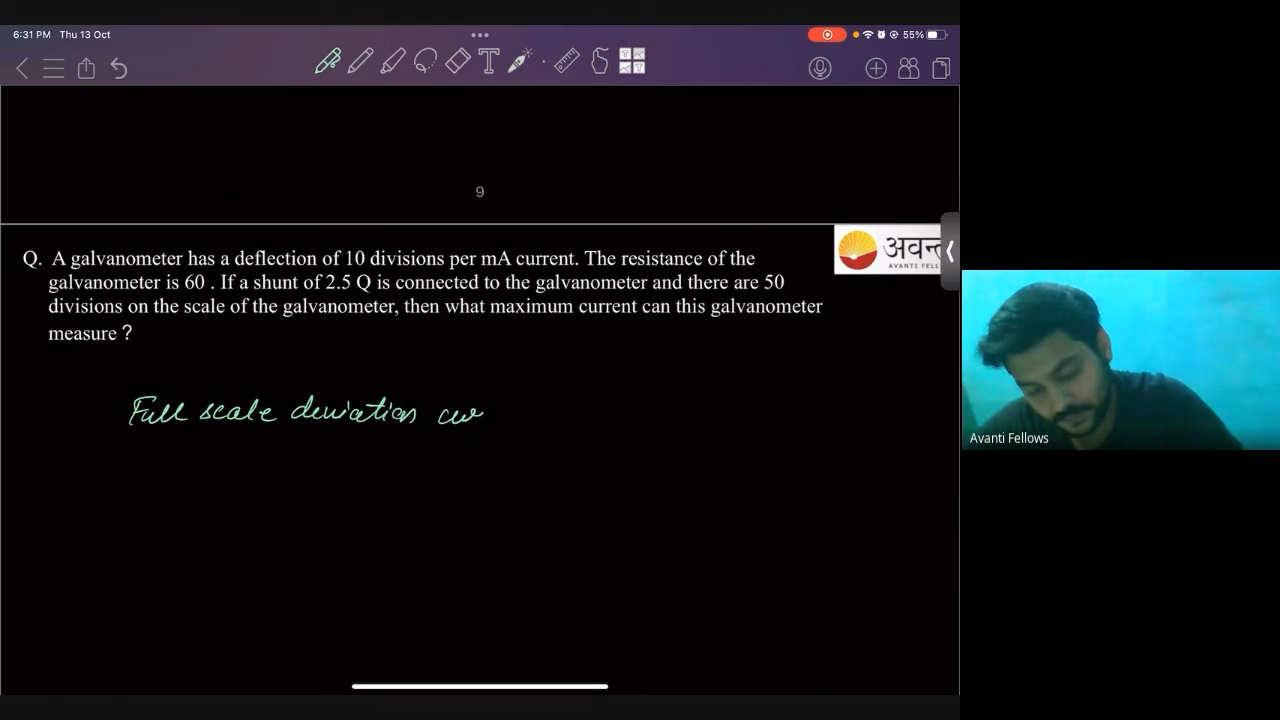 6:31 PM Thu 13 Oct
55%
9
Q. A galvanometer has a deflection of 10 divisions per mA current. The resistance of the
galvanometer is 60 . If a shunt of 2.5 Q is connected to the galvanometer and there are 50
divisions on the scale of the galvanometer, then what maximum current can this galvanometer
measure ?
Full scale deviation
Avanti Fellows